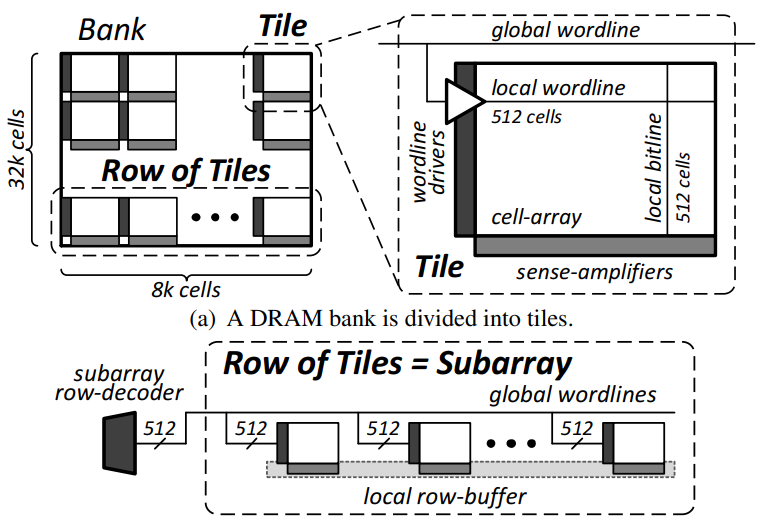 Bank
Tile
32k cells
Row of Tiles
• • •
8k cells
global wordline
local wordline
512 cells
wordline
drivers
local bitline
512 cells
cell-array
Tile
sense-amplifiers
(a) A DRAM bank is divided into tiles.
subarray
row-decoder
Row of Tiles = Subarray
global wordlines
512
512
512
• • •
512
local row-buffer